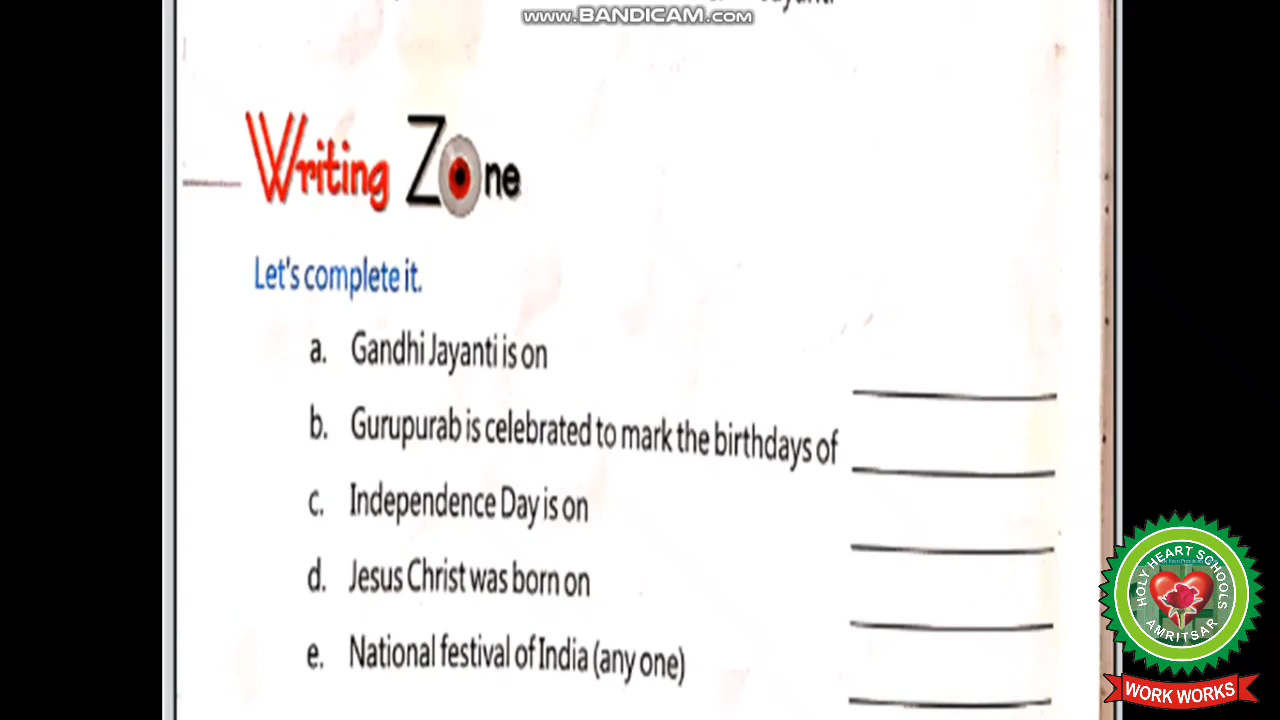 www.BANDICAM.com
Writing Zone
Let's complete it.
a. Gandhi Jayanti is on
b. Gurupurab is celebrated to mark the birthdays of
c. Independence Day is on
d. Jesus Christ was born on
e. National festival of India (any one)
HOLY HEART SCHOOLS
AMRITSAR
WORK WORKS